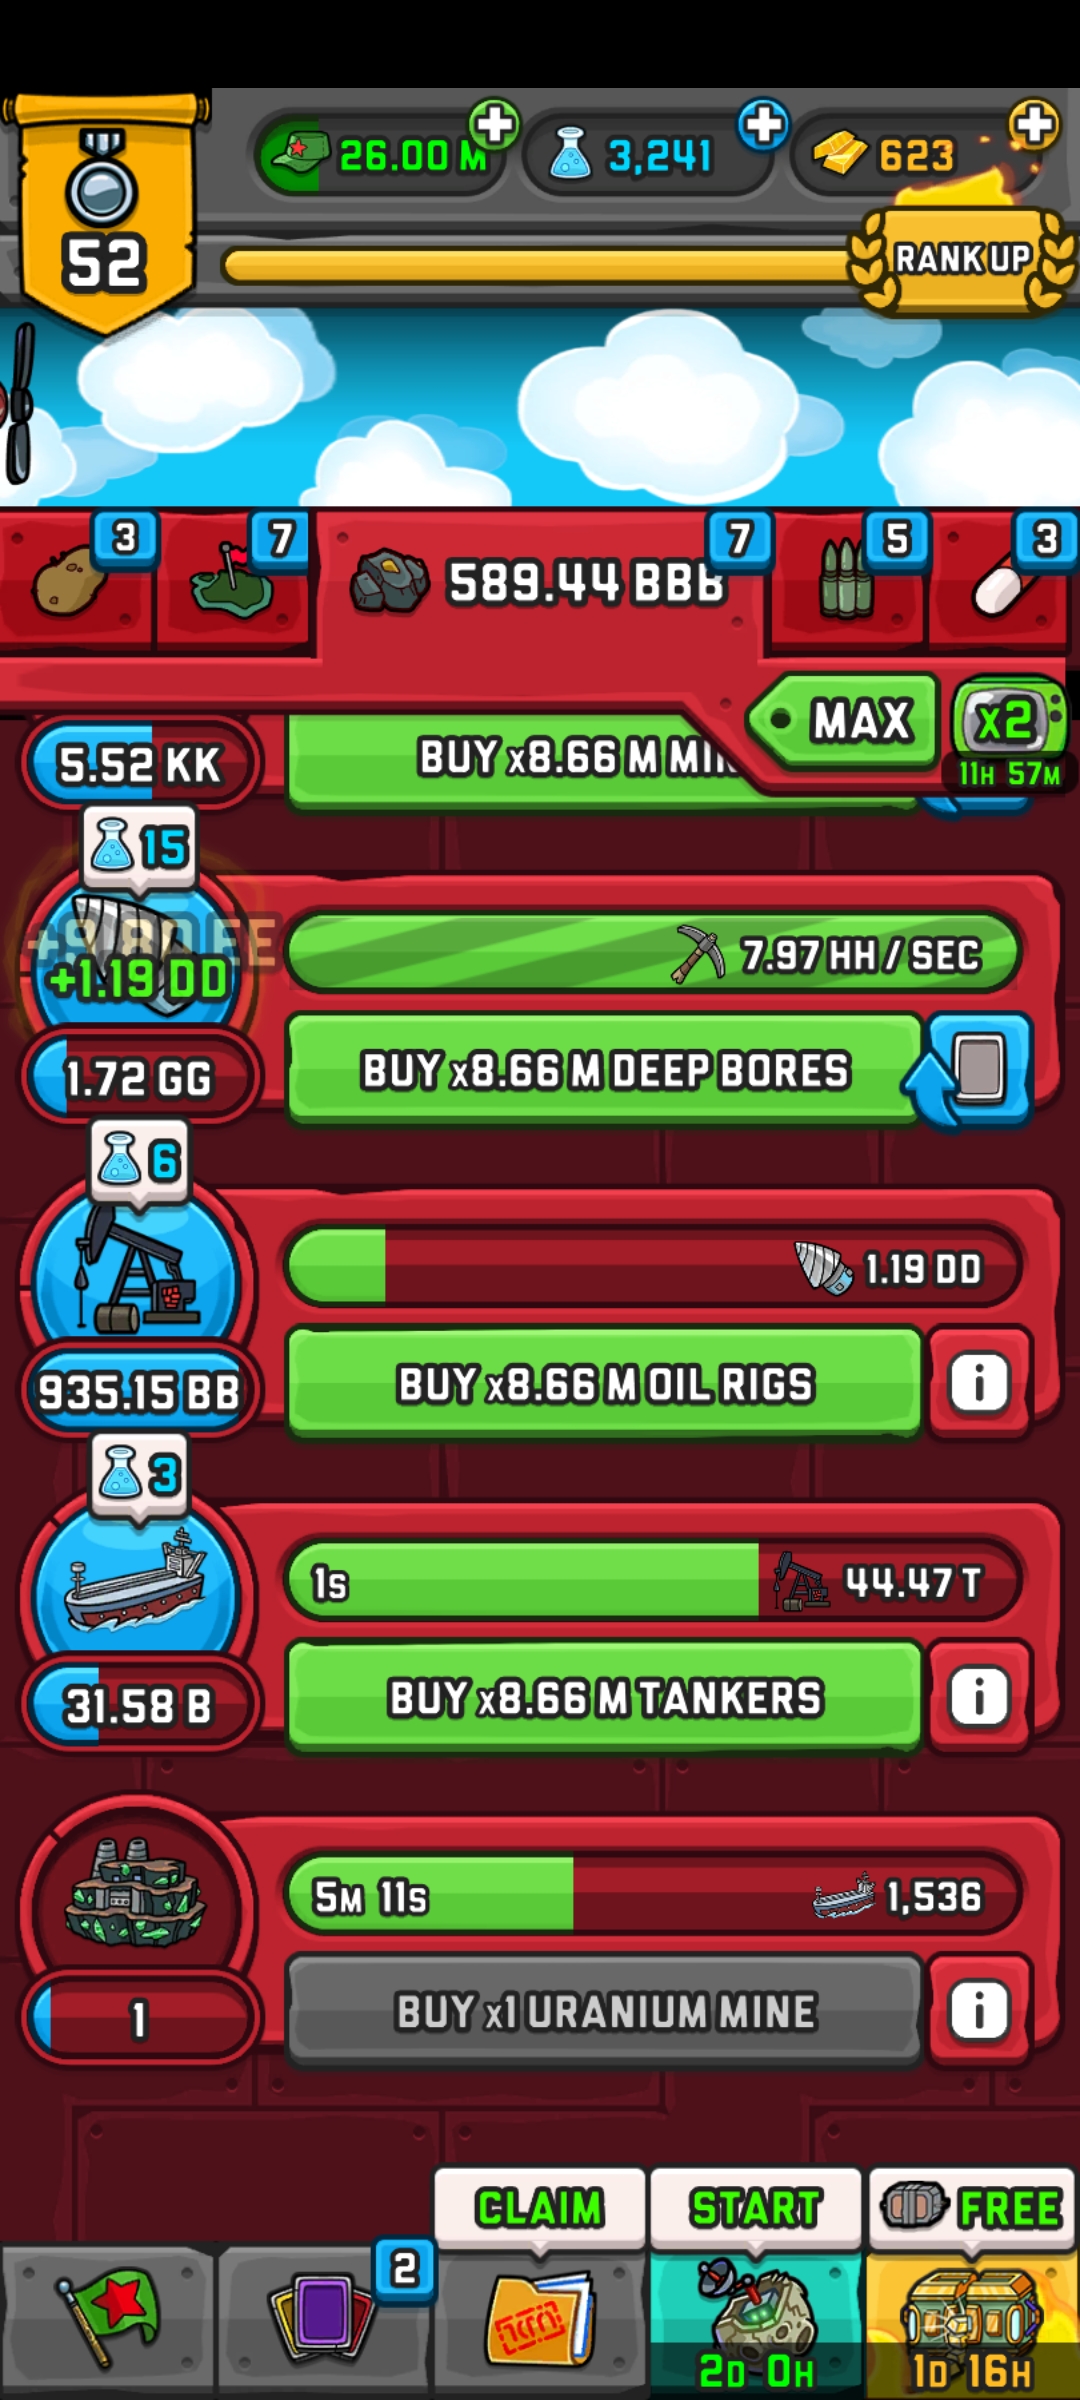 52
26.00 M
3,241
623
RANK UP
3
7
589.44 BBB
7
5
3
MAX
x2
11H 57M
5.52 KK
BUY x8.66 M
15
+1.19 DD
7.97 HH / SEC
1.72 GG
BUY x8.66 M DEEP BORES
6
1.19 DD
935.15 BB
BUY x8.66 M OIL RIGS
i
3
1s
44.47 T
31.58 B
BUY x8.66 M TANKERS
i
5M 11s
1,536
1
BUY x1 URANIUM MINE
i
CLAIM
START
FREE
2
2D 0H
1D 16H